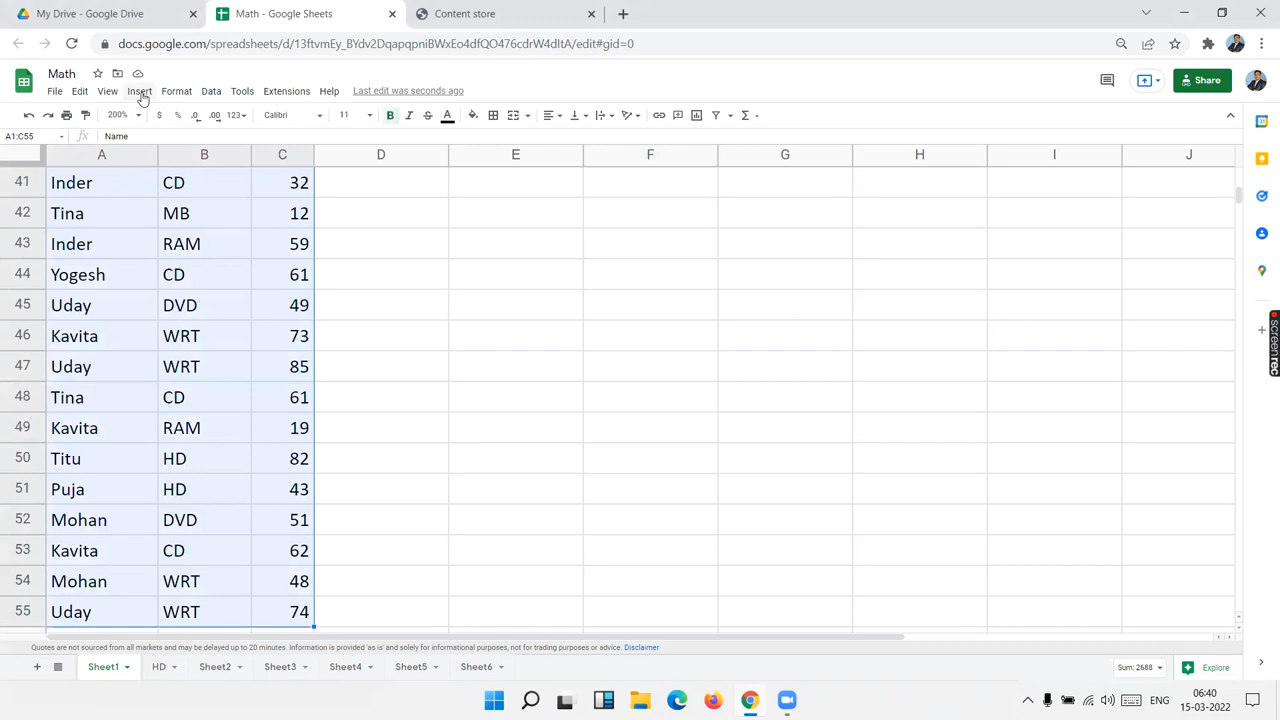 My Drive - Google Drive
Math - Google Sheets
Content store
docs.google.com/spreadsheets/d/13ftvmEy_BYdv2DqapqpniBWxEo4dfQO476cdrW4dItA/edit#gid=0
Math
File Edit View Insert Format Data Tools Extensions Help Last edit was seconds ago
Share
200% $ % .0 .00 123 Calibri 11 B I S A Σ
A1:C55 fx Name
A B C D E F G H I J
41 Inder CD 32
42 Tina MB 12
43 Inder RAM 59
44 Yogesh CD 61
45 Uday DVD 49
46 Kavita WRT 73
47 Uday WRT 85
48 Tina CD 61
49 Kavita RAM 19
50 Titu HD 82
51 Puja HD 43
52 Mohan DVD 51
53 Kavita CD 62
54 Mohan WRT 48
55 Uday WRT 74
screenrec
Quotes are not sourced from all markets and may be delayed up to 20 minutes. Information is provided 'as is' and solely for informational purposes, not for trading purposes or advice. Disclaimer
Sheet1 HD Sheet2 Sheet3 Sheet4 Sheet5 Sheet6 Sum: 2688 Explore
ENG
06:40
15-03-2022